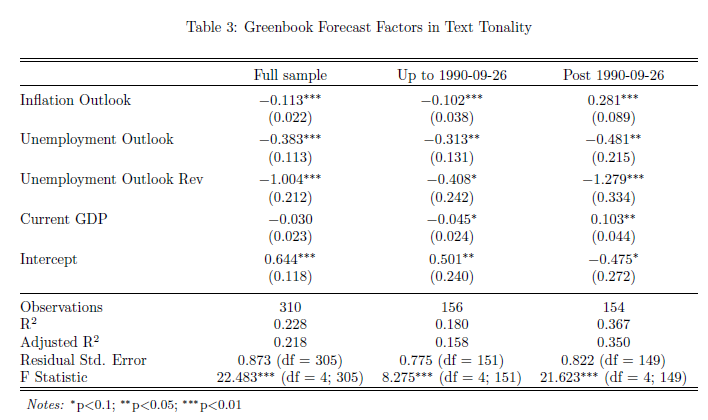 Table 3: Greenbook Forecast Factors in Text Tonality
Full sample Up to 1990-09-26 Post 1990-09-26
Inflation Outlook −0.113*** −0.102*** 0.281***
(0.022) (0.038) (0.089)
Unemployment Outlook −0.383*** −0.313** −0.481**
(0.113) (0.131) (0.215)
Unemployment Outlook Rev −1.004*** −0.408* −1.279***
(0.212) (0.242) (0.334)
Current GDP −0.030 −0.045* 0.103**
(0.023) (0.024) (0.044)
Intercept 0.644*** 0.501** −0.475*
(0.118) (0.240) (0.272)
Observations 310 156 154
R² 0.228 0.180 0.367
Adjusted R² 0.218 0.158 0.350
Residual Std. Error 0.873 (df = 305) 0.775 (df = 151) 0.822 (df = 149)
F Statistic 22.483*** (df = 4; 305) 8.275*** (df = 4; 151) 21.623*** (df = 4; 149)
Notes: *p<0.1; **p<0.05; ***p<0.01